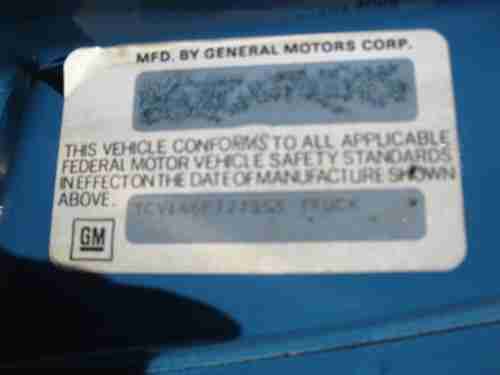 MFD. BY GENERAL MOTORS CORP.
THIS VEHICLE CONFORMS TO ALL APPLICABLE
FEDERAL MOTOR VEHICLE SAFETY STANDARDS
IN EFFECT ON THE DATE OF MANUFACTURE SHOWN
ABOVE.
TRUCK
GM